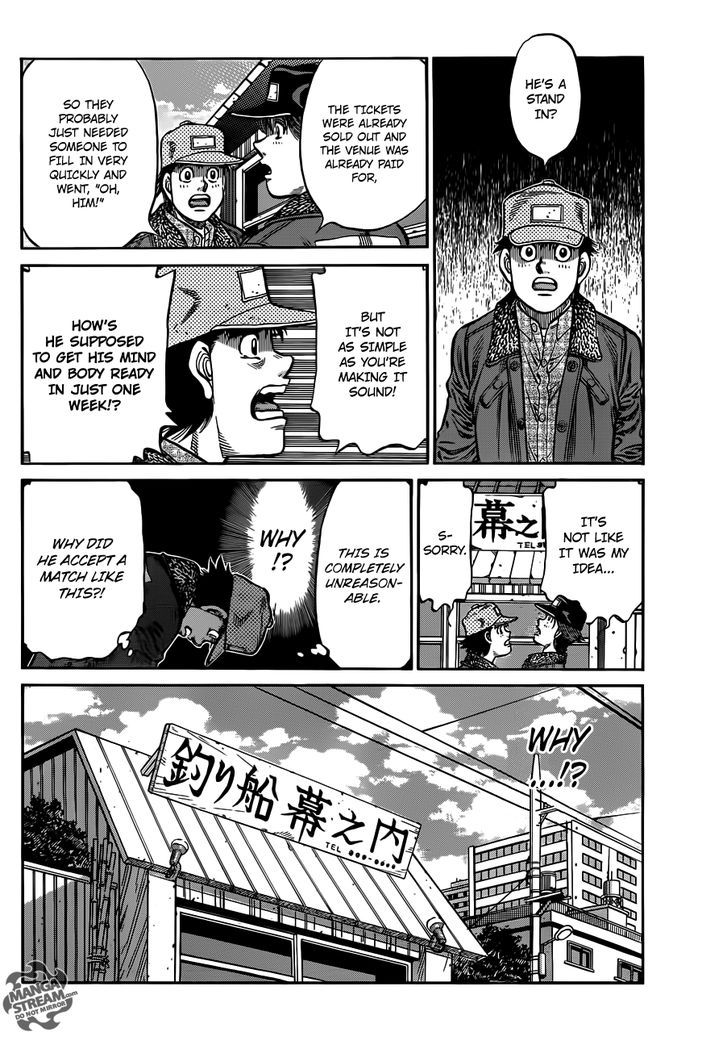 HE'S A
STAND
IN?
THE TICKETS
WERE ALREADY
SOLD OUT AND
THE VENUE WAS
ALREADY PAID
FOR,
SO THEY
PROBABLY
JUST NEEDED
SOMEONE TO
FILL IN VERY
QUICKLY AND
WENT, "OH,
HIM!"
BUT
IT'S NOT
AS SIMPLE
AS YOU'RE
MAKING IT
SOUND!
HOW'S
HE SUPPOSED
TO GET HIS MIND
AND BODY READY
IN JUST ONE
WEEK!?
IT'S
NOT LIKE
IT WAS MY
IDEA...
S-
SORRY.
幕之
TEL
THIS IS
COMPLETELY
UNREASON-
ABLE.
WHY
!?
WHY DID
HE ACCEPT A
MATCH LIKE
THIS?!
WHY
....!?
釣り船 幕之内
TEL
MANGA
STREAM.com
DO NOT MIRROR